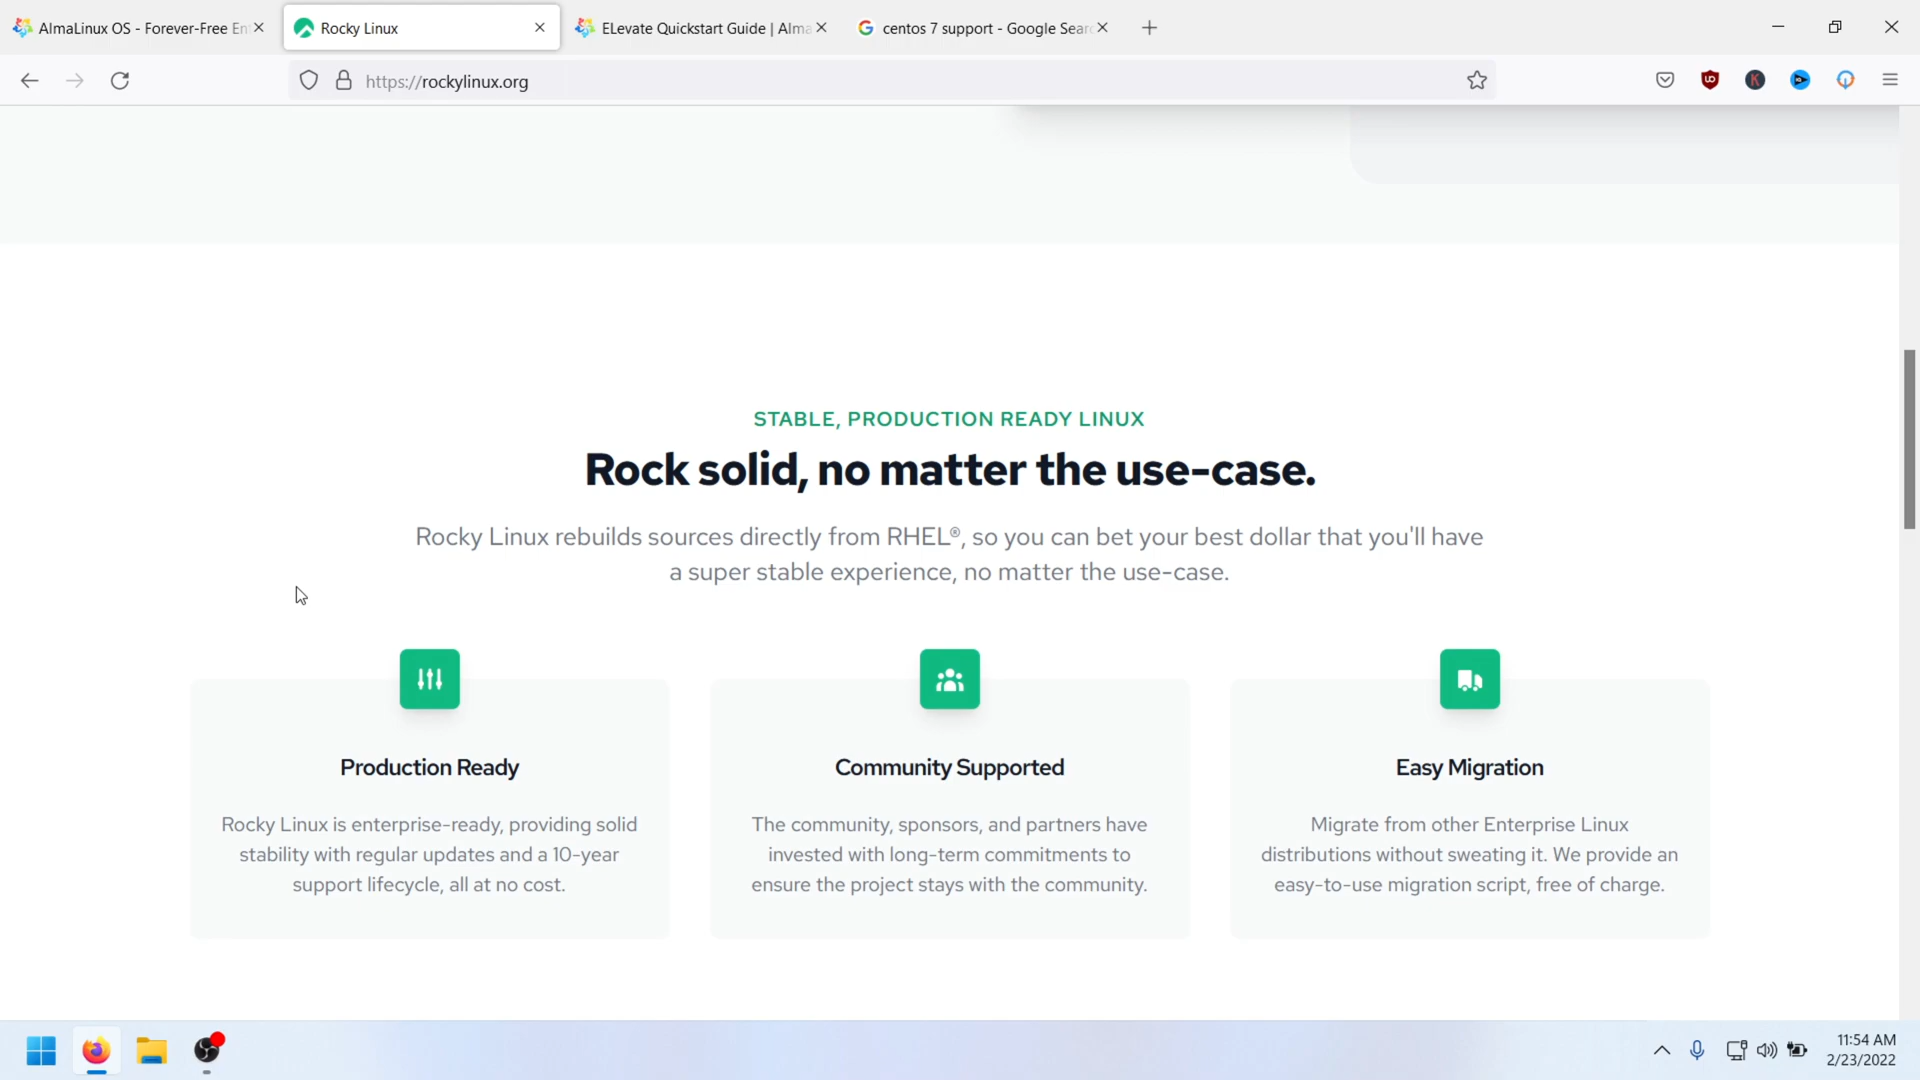 AlmaLinux OS - Forever-Free En
Rocky Linux
ELevate Quickstart Guide | Alma
centos 7 support - Google Searc
https://rockylinux.org
STABLE, PRODUCTION READY LINUX
Rock solid, no matter the use-case.
Rocky Linux rebuilds sources directly from RHEL®, so you can bet your best dollar that you'll have
a super stable experience, no matter the use-case.
Production Ready
Rocky Linux is enterprise-ready, providing solid
stability with regular updates and a 10-year
support lifecycle, all at no cost.
Community Supported
The community, sponsors, and partners have
invested with long-term commitments to
ensure the project stays with the community.
Easy Migration
Migrate from other Enterprise Linux
distributions without sweating it. We provide an
easy-to-use migration script, free of charge.
11:54 AM
2/23/2022